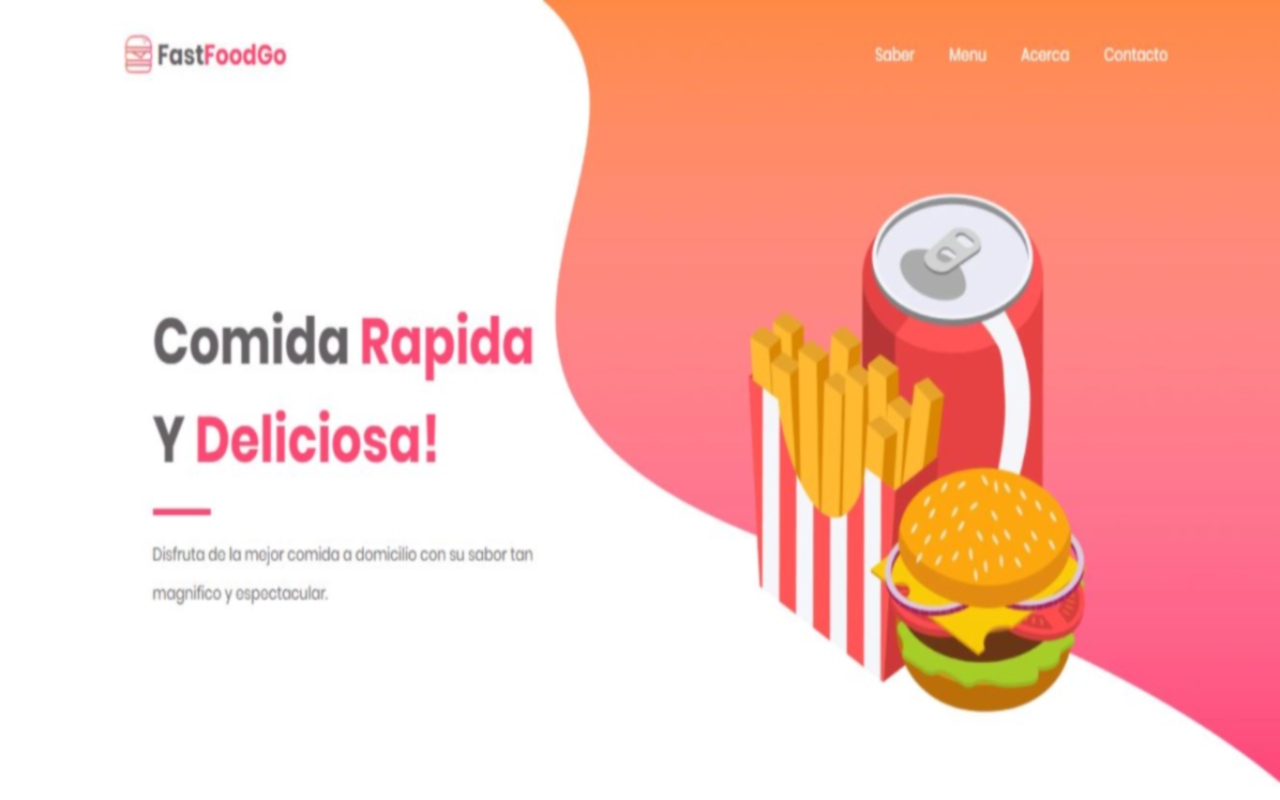 FastFoodGo
Saber Menu Acerca Contacto
Comida Rapida
Y Deliciosa!
Disfruta de la mejor comida a domicilio con su sabor tan
magnifico y espectacular.